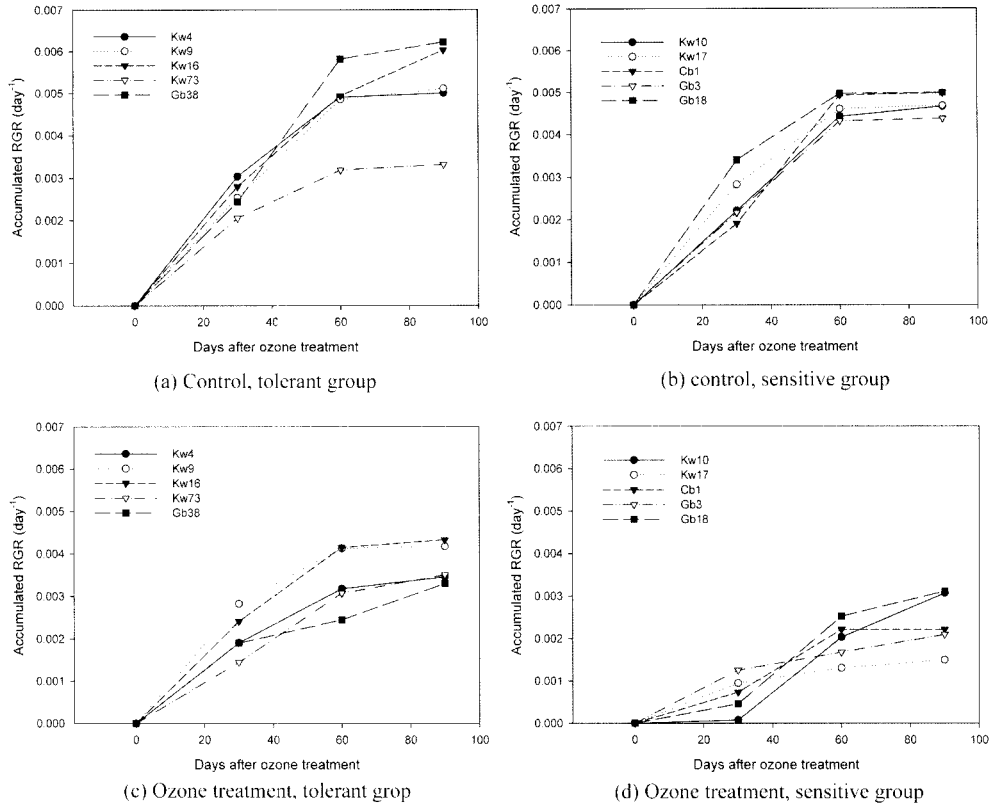 0.007
0.006
0.005
0.004
0.003
0.002
0.001
0.000
Accumulated RGR (day⁻¹)
Kw4
Kw9
Kw16
Kw73
Gb38
0 20 40 60 80 100
Days after ozone treatment
(a) Control, tolerant group
0.007
0.006
0.005
0.004
0.003
0.002
0.001
0.000
Accumulated RGR (day⁻¹)
Kw10
Kw17
Cb1
Gb3
Gb18
0 20 40 60 80 100
Days after ozone treatment
(b) control, sensitive group
0.007
0.006
0.005
0.004
0.003
0.002
0.001
0.000
Accumulated RGR (day⁻¹)
Kw4
Kw9
Kw16
Kw73
Gb38
0 20 40 60 80 100
Days after ozone treatment
(c) Ozone treatment, tolerant grop
0.007
0.006
0.005
0.004
0.003
0.002
0.001
0.000
Accumulated RGR (day⁻¹)
Kw10
Kw17
Cb1
Gb3
Gb18
0 20 40 60 80 100
Days after ozone treatment
(d) Ozone treatment, sensitive group